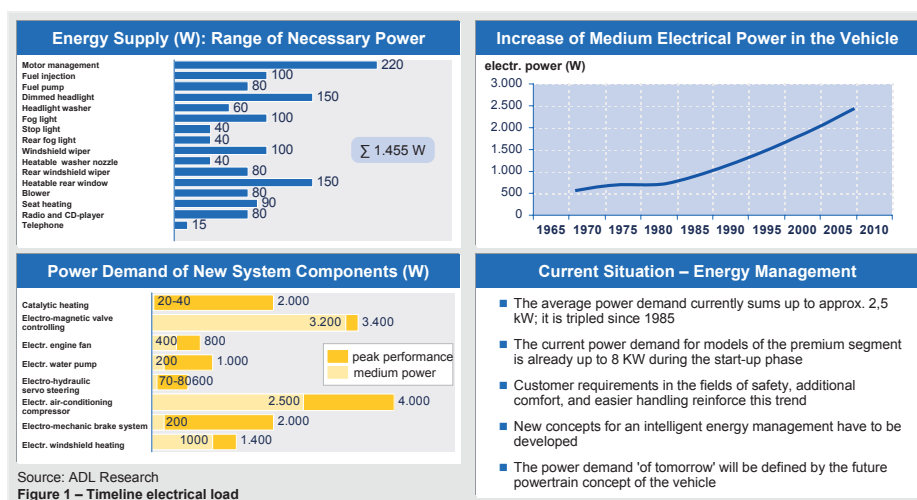 Energy Supply (W): Range of Necessary Power
Motor management 220
Fuel injection 100
Fuel pump 80
Dimmed headlight 150
Headlight washer 60
Fog light 100
Stop light 40
Rear fog light 40
Windshield wiper 100
Heatable washer nozzle 40
Rear windshield wiper 80
Heatable rear window 150
Blower 80
Seat heating 90
Radio and CD-player 80
Telephone 15
∑ 1.455 W
Increase of Medium Electrical Power in the Vehicle
electr. power (W)
3.000
2.500
2.000
1.500
1.000
500
0
1965 1970 1975 1980 1985 1990 1995 2000 2005 2010
Power Demand of New System Components (W)
Catalytic heating 20-40 2.000
Electro-magnetic valve
controlling 3.200 3.400
Electr. engine fan 400 800
Electr. water pump 200 1.000
Electro-hydraulic
servo steering 70-80 600
Electr. air-conditioning
compressor 2.500 4.000
Electro-mechanic brake system 200 2.000
Electr. windshield heating 1000 1.400
peak performance
medium power
Current Situation – Energy Management
■ The average power demand currently sums up to approx. 2,5
kW; it is tripled since 1985
■ The current power demand for models of the premium segment
is already up to 8 KW during the start-up phase
■ Customer requirements in the fields of safety, additional
comfort, and easier handling reinforce this trend
■ New concepts for an intelligent energy management have to be
developed
■ The power demand 'of tomorrow' will be defined by the future
powertrain concept of the vehicle
Source: ADL Research
Figure 1 – Timeline electrical load